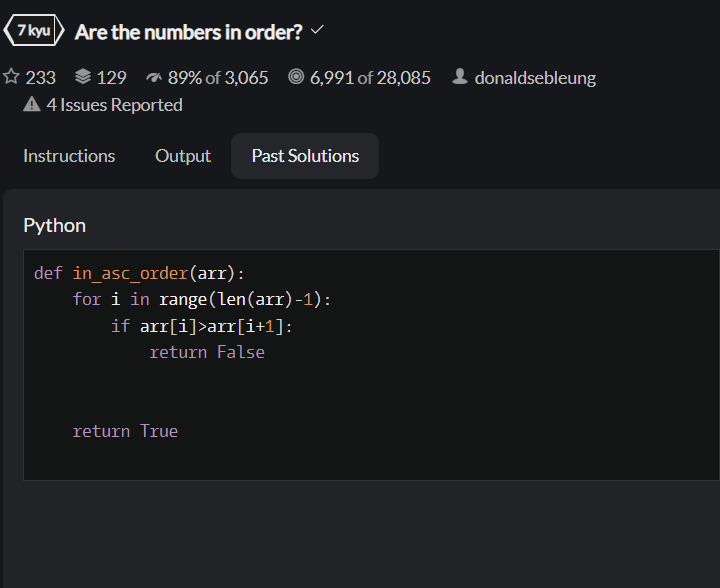 7 kyu Are the numbers in order?
233 129 89% of 3,065 6,991 of 28,085 donaldsebleung
4 Issues Reported
Instructions Output Past Solutions
Python
def in_asc_order(arr):
    for i in range(len(arr)-1):
        if arr[i]>arr[i+1]:
            return False
    return True